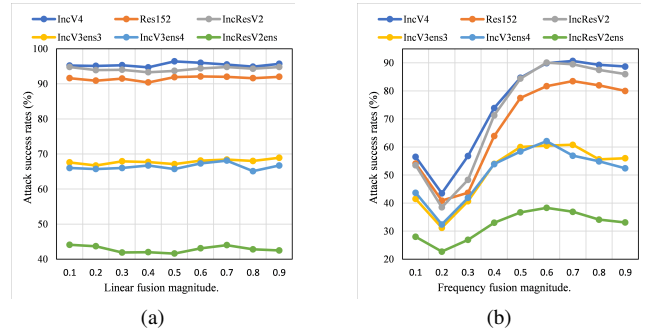 IncV4 Res152 IncResV2
IncV3ens3 IncV3ens4 IncResV2ens
Attack success rates (%)
100
90
80
70
60
50
40
0.1 0.2 0.3 0.4 0.5 0.6 0.7 0.8 0.9
Linear fusion magnitude.
(a)
IncV4 Res152 IncResV2
IncV3ens3 IncV3ens4 IncResV2ens
Attack success rates (%)
90
80
70
60
50
40
30
20
0.1 0.2 0.3 0.4 0.5 0.6 0.7 0.8 0.9
Frequency fusion magnitude.
(b)